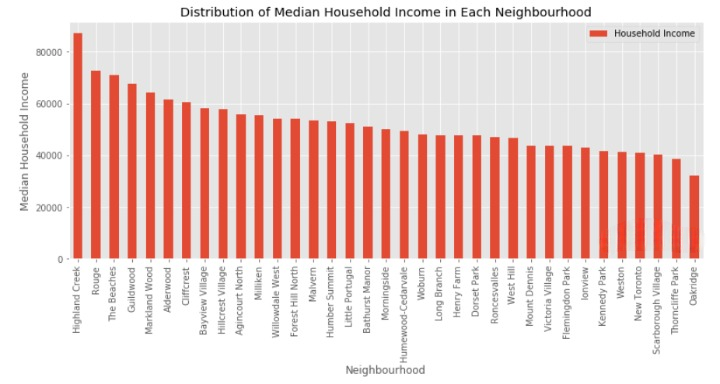 Distribution of Median Household Income in Each Neighbourhood
Household Income
Median Household Income
80000
60000
40000
20000
0
Highland Creek
Rouge
The Beaches
Guildwood
Markland Wood
Alderwood
Cliffcrest
Bayview Village
Hillcrest Village
Agincourt North
Milliken
Willowdale West
Forest Hill North
Malvern
Humber Summit
Little Portugal
Bathurst Manor
Morningside
Humewood-Cedarvale
Woburn
Long Branch
Henry Farm
Dorset Park
Roncesvalles
West Hill
Mount Dennis
Victoria Village
Flemingdon Park
Ionview
Kennedy Park
Weston
New Toronto
Scarborough Village
Thorncliffe Park
Oakridge
Neighbourhood